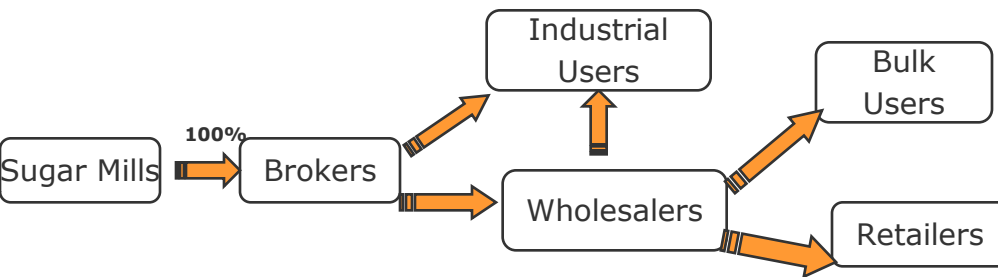 Industrial
Users
Bulk
Users
100%
Sugar Mills
Brokers
Wholesalers
Retailers